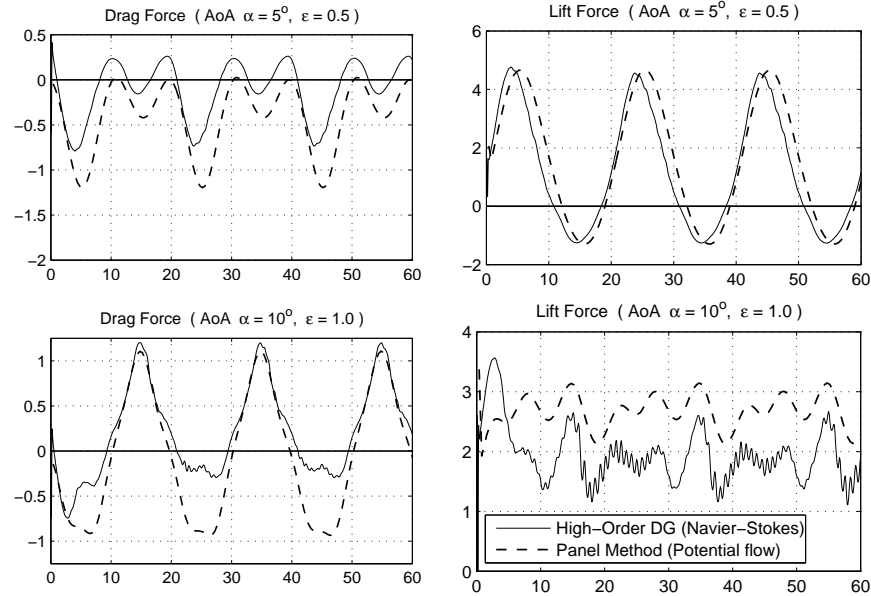 Drag Force ( AoA α = 5°, ε = 0.5 )
0.5
0
−0.5
−1
−1.5
−2
0 10 20 30 40 50 60
Lift Force ( AoA α = 5°, ε = 0.5 )
6
4
2
0
−2
0 10 20 30 40 50 60
Drag Force ( AoA α = 10°, ε = 1.0 )
1
0.5
0
−0.5
−1
0 10 20 30 40 50 60
Lift Force ( AoA α = 10°, ε = 1.0 )
4
3
2
1
0
0 10 20 30 40 50 60
High−Order DG (Navier−Stokes)
Panel Method (Potential flow)